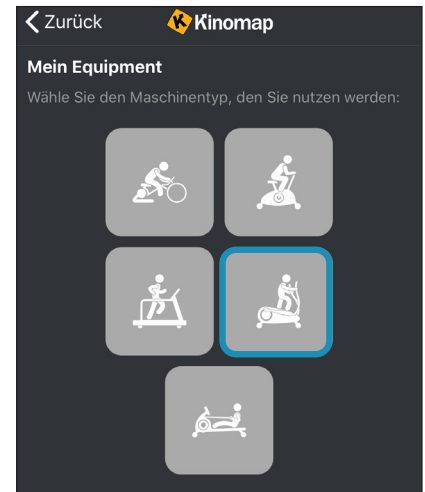 Zurück
Kinomap
Mein Equipment
Wähle Sie den Maschinentyp, den Sie nutzen werden: